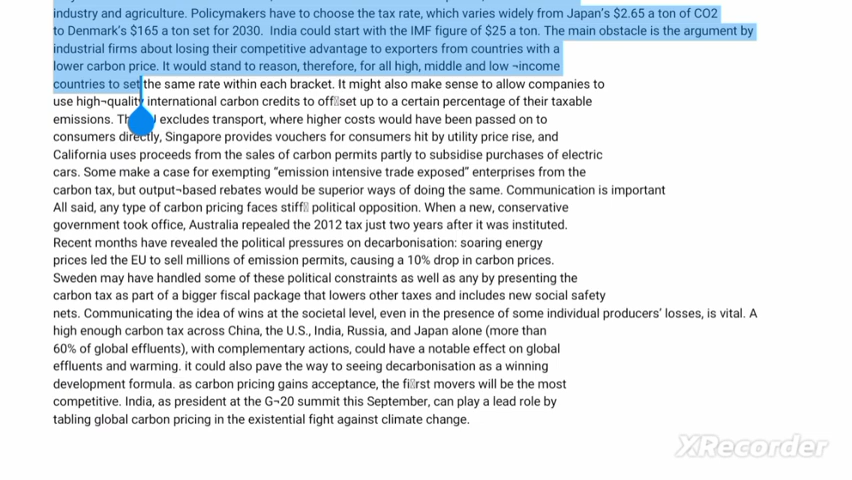 industry and agriculture. Policymakers have to choose the tax rate, which varies widely from Japan's $2.65 a ton of CO2
to Denmark's $165 a ton set for 2030.  India could start with the IMF figure of $25 a ton. The main obstacle is the argument by
industrial firms about losing their competitive advantage to exporters from countries with a
lower carbon price. It would stand to reason, therefore, for all high, middle and low ¬income
countries to set the same rate within each bracket. It might also make sense to allow companies to
use high¬quality international carbon credits to off set up to a certain percentage of their taxable
emissions. excludes transport, where higher costs would have been passed on to
consumers directly, Singapore provides vouchers for consumers hit by utility price rise, and
California uses proceeds from the sales of carbon permits partly to subsidise purchases of electric
cars. Some make a case for exempting “emission intensive trade exposed” enterprises from the
carbon tax, but output¬based rebates would be superior ways of doing the same. Communication is important
All said, any type of carbon pricing faces stiff political opposition. When a new, conservative
government took office, Australia repealed the 2012 tax just two years after it was instituted.
Recent months have revealed the political pressures on decarbonisation: soaring energy
prices led the EU to sell millions of emission permits, causing a 10% drop in carbon prices.
Sweden may have handled some of these political constraints as well as any by presenting the
carbon tax as part of a bigger fiscal package that lowers other taxes and includes new social safety
nets. Communicating the idea of wins at the societal level, even in the presence of some individual producers' losses, is vital. A
high enough carbon tax across China, the U.S., India, Russia, and Japan alone (more than
60% of global effluents), with complementary actions, could have a notable effect on global
effluents and warming. it could also pave the way to seeing decarbonisation as a winning
development formula. as carbon pricing gains acceptance, the fi rst movers will be the most
competitive. India, as president at the G¬20 summit this September, can play a lead role by
tabling global carbon pricing in the existential fight against climate change.
XRecorder